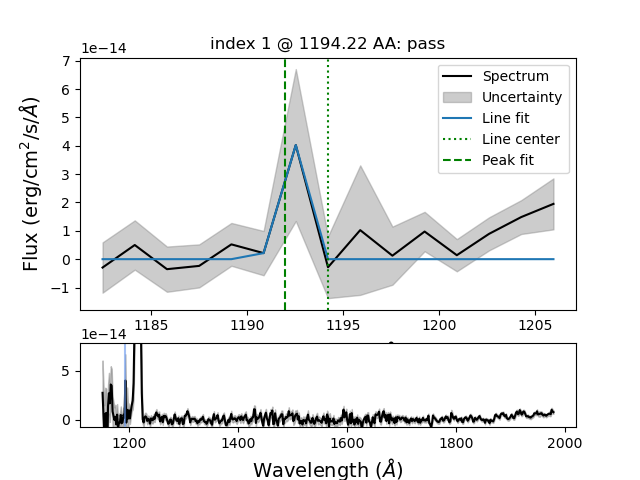 index 1 @ 1194.22 AA: pass
1e−14
7
6
5
4
3
2
1
0
−1
Flux (erg/cm²/s/Å)
Spectrum
Uncertainty
Line fit
Line center
Peak fit
1185
1190
1195
1200
1205
1e−14
5
0
1200
1400
1600
1800
2000
Wavelength (Å)